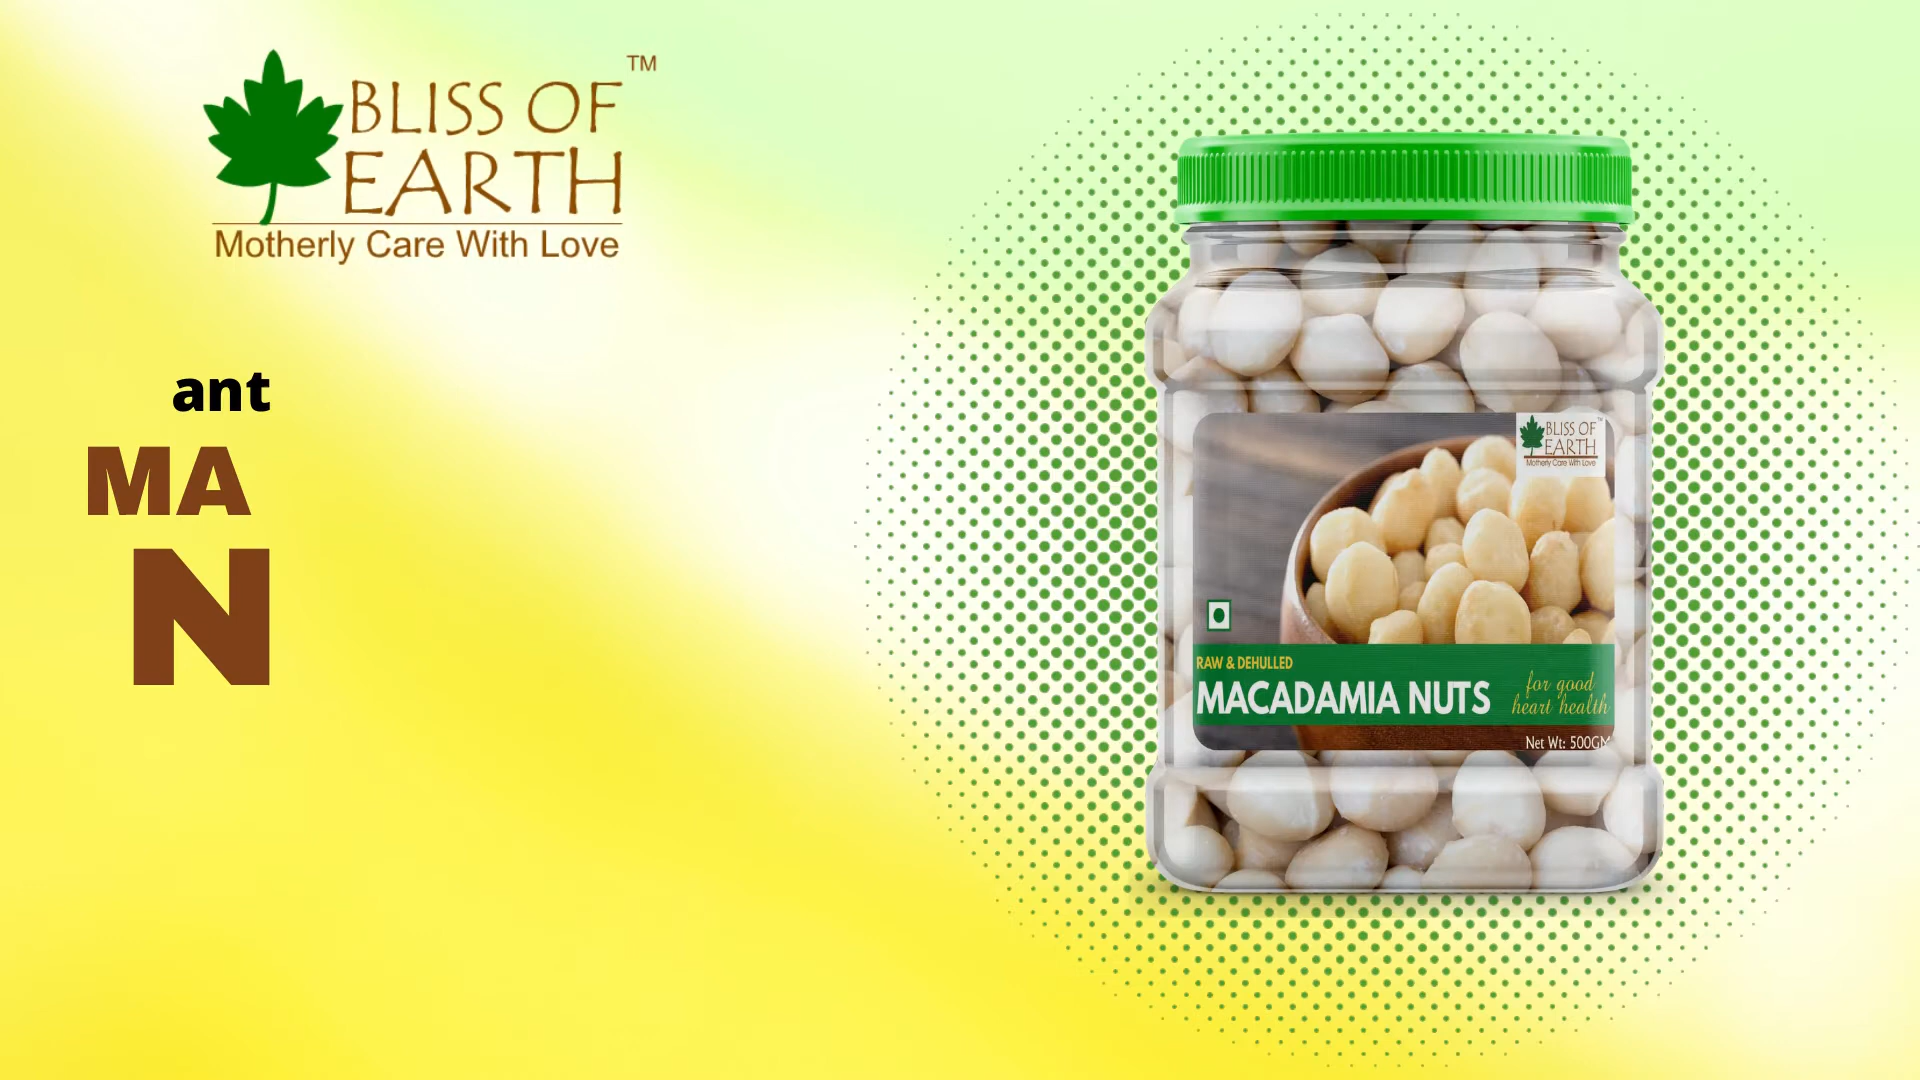 BLISS OF
EARTH
TM
Motherly Care With Love
ant
MA
N
BLISS OF
EARTH
Motherly Care With Love
RAW & DEHULLED
MACADAMIA NUTS
for good
heart health
Net Wt: 500GM